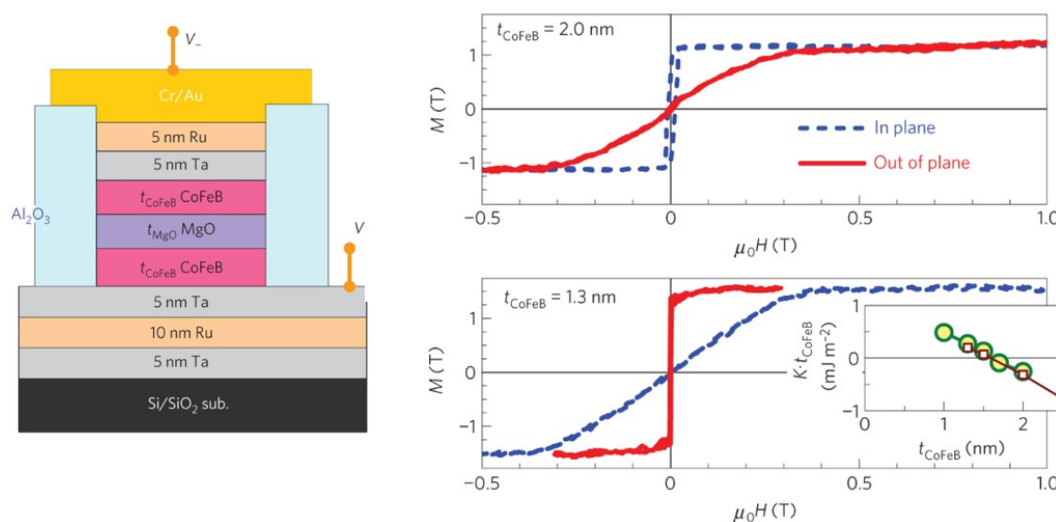 V_
Cr/Au
5 nm Ru
5 nm Ta
t_CoFeB CoFeB
Al₂O₃
t_MgO MgO
V
t_CoFeB CoFeB
5 nm Ta
10 nm Ru
5 nm Ta
Si/SiO₂ sub.
t_CoFeB = 2.0 nm
M (T)
1
0
−1
In plane
Out of plane
−0.5
0
0.5
1.0
μ₀H (T)
t_CoFeB = 1.3 nm
M (T)
1
0
−1
−0.5
0
0.5
1.0
μ₀H (T)
K·t_CoFeB
(mJ m⁻²)
0
−1
1
2
t_CoFeB (nm)